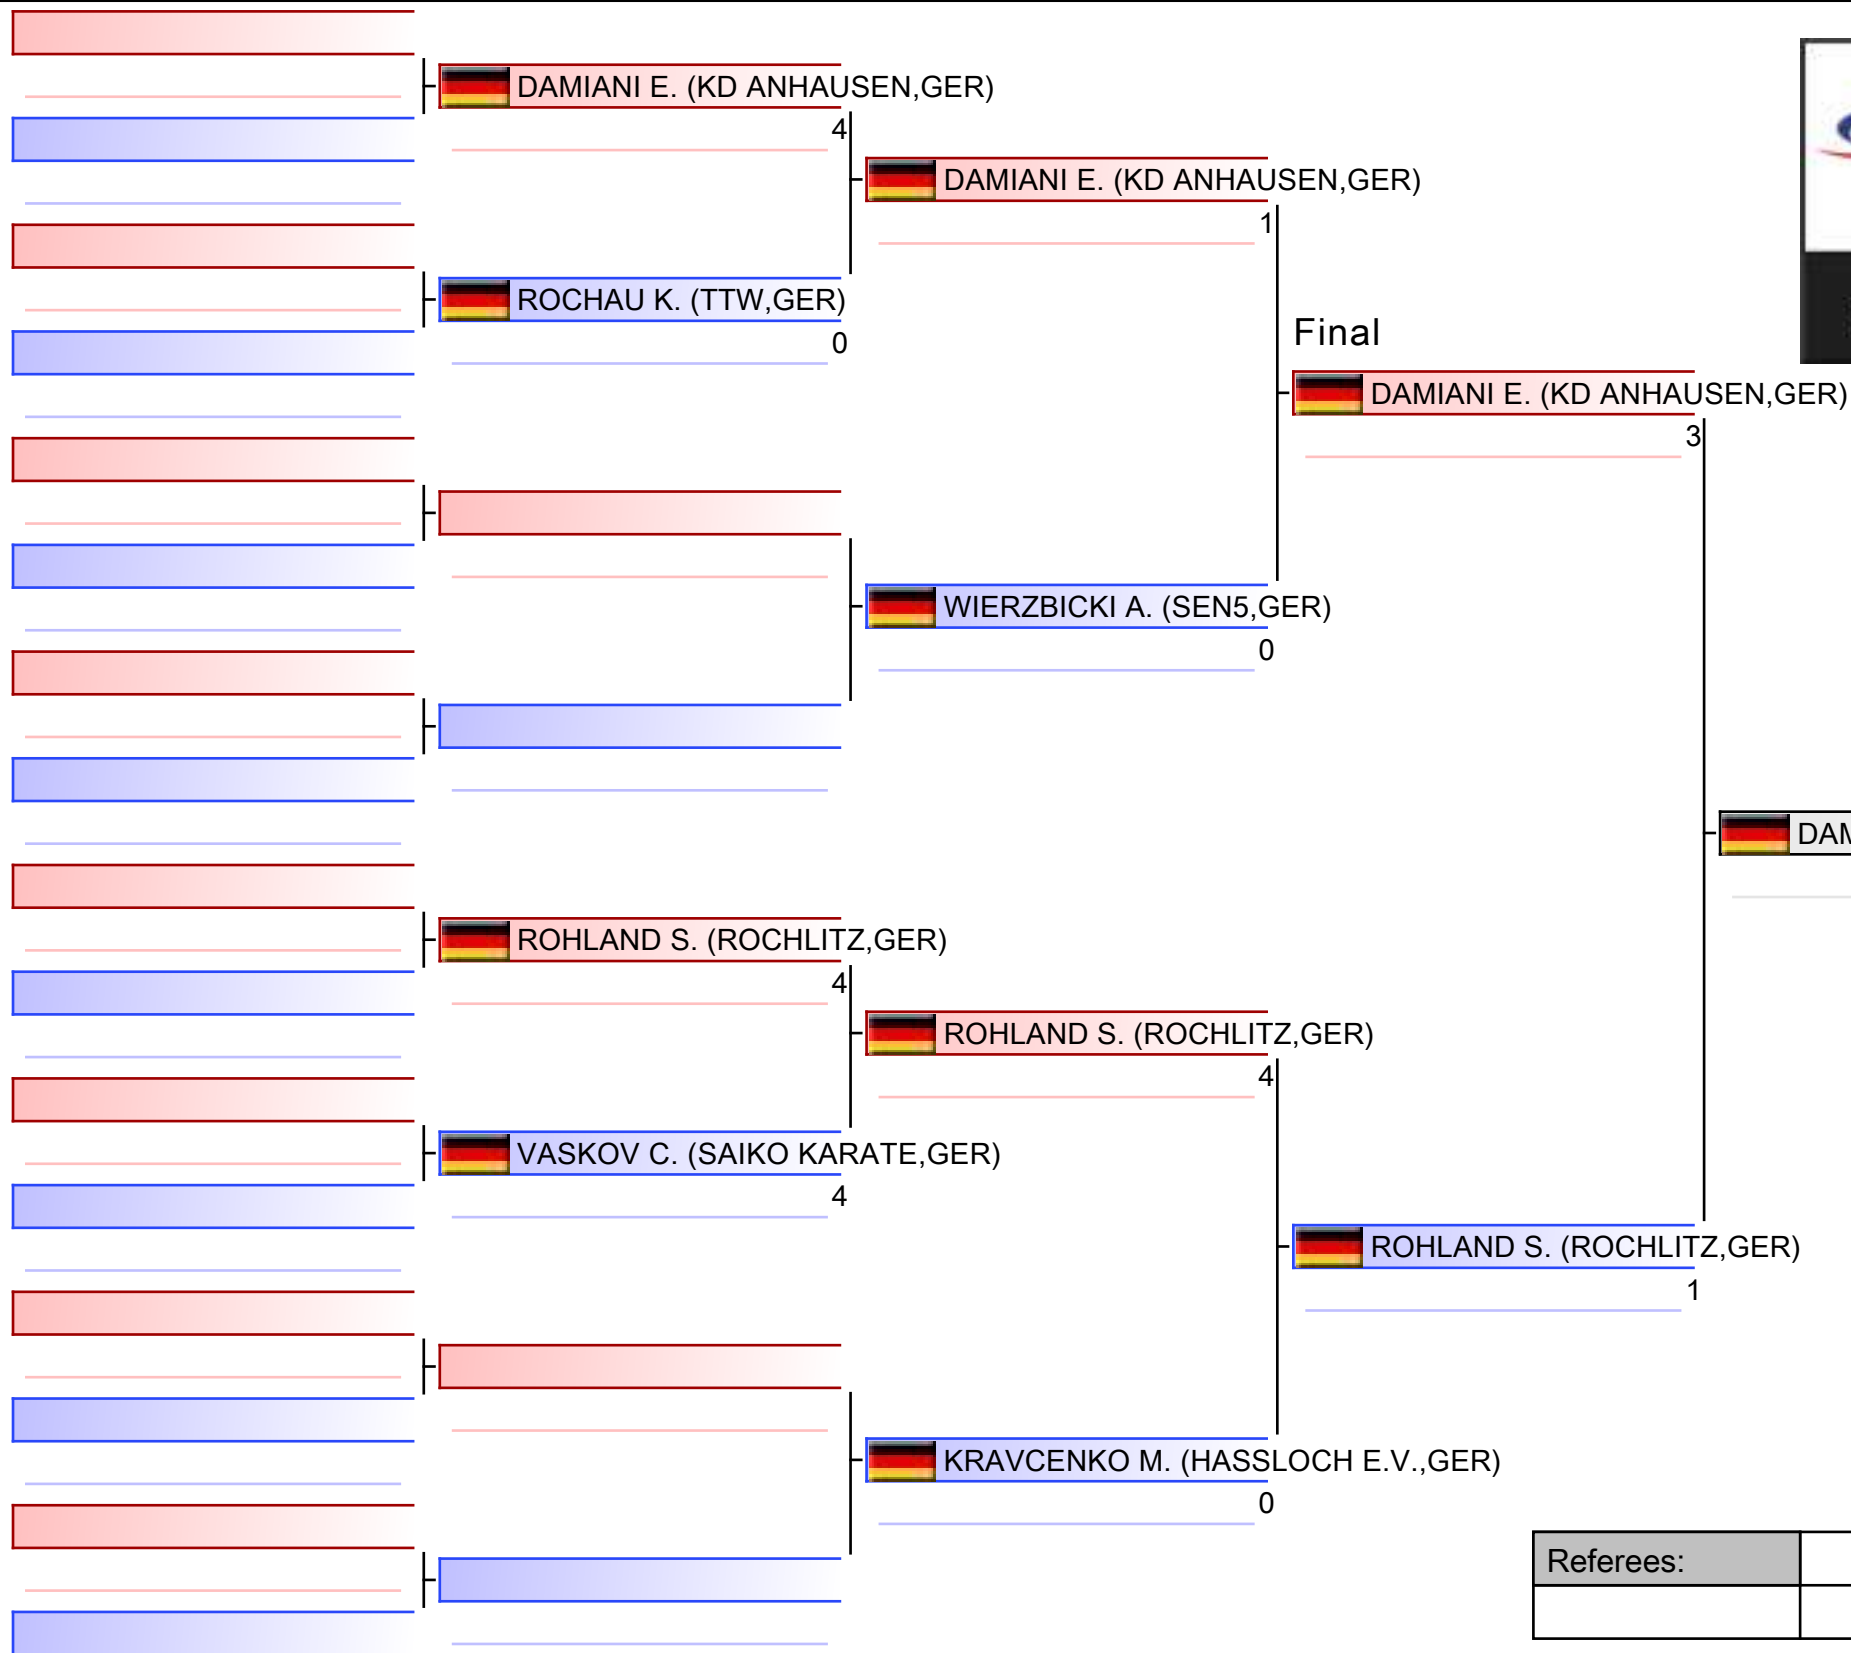 DAMIANI E. (KD ANHAUSEN,GER)
4
DAMIANI E. (KD ANHAUSEN,GER)
1
ROCHAU K. (TTW,GER)
0
Final
DAMIANI E. (KD ANHAUSEN,GER)
3
WIERZBICKI A. (SEN5,GER)
0
ROHLAND S. (ROCHLITZ,GER)
4
ROHLAND S. (ROCHLITZ,GER)
4
VASKOV C. (SAIKO KARATE,GER)
4
ROHLAND S. (ROCHLITZ,GER)
1
KRAVCENKO M. (HASSLOCH E.V.,GER)
0
Referees: